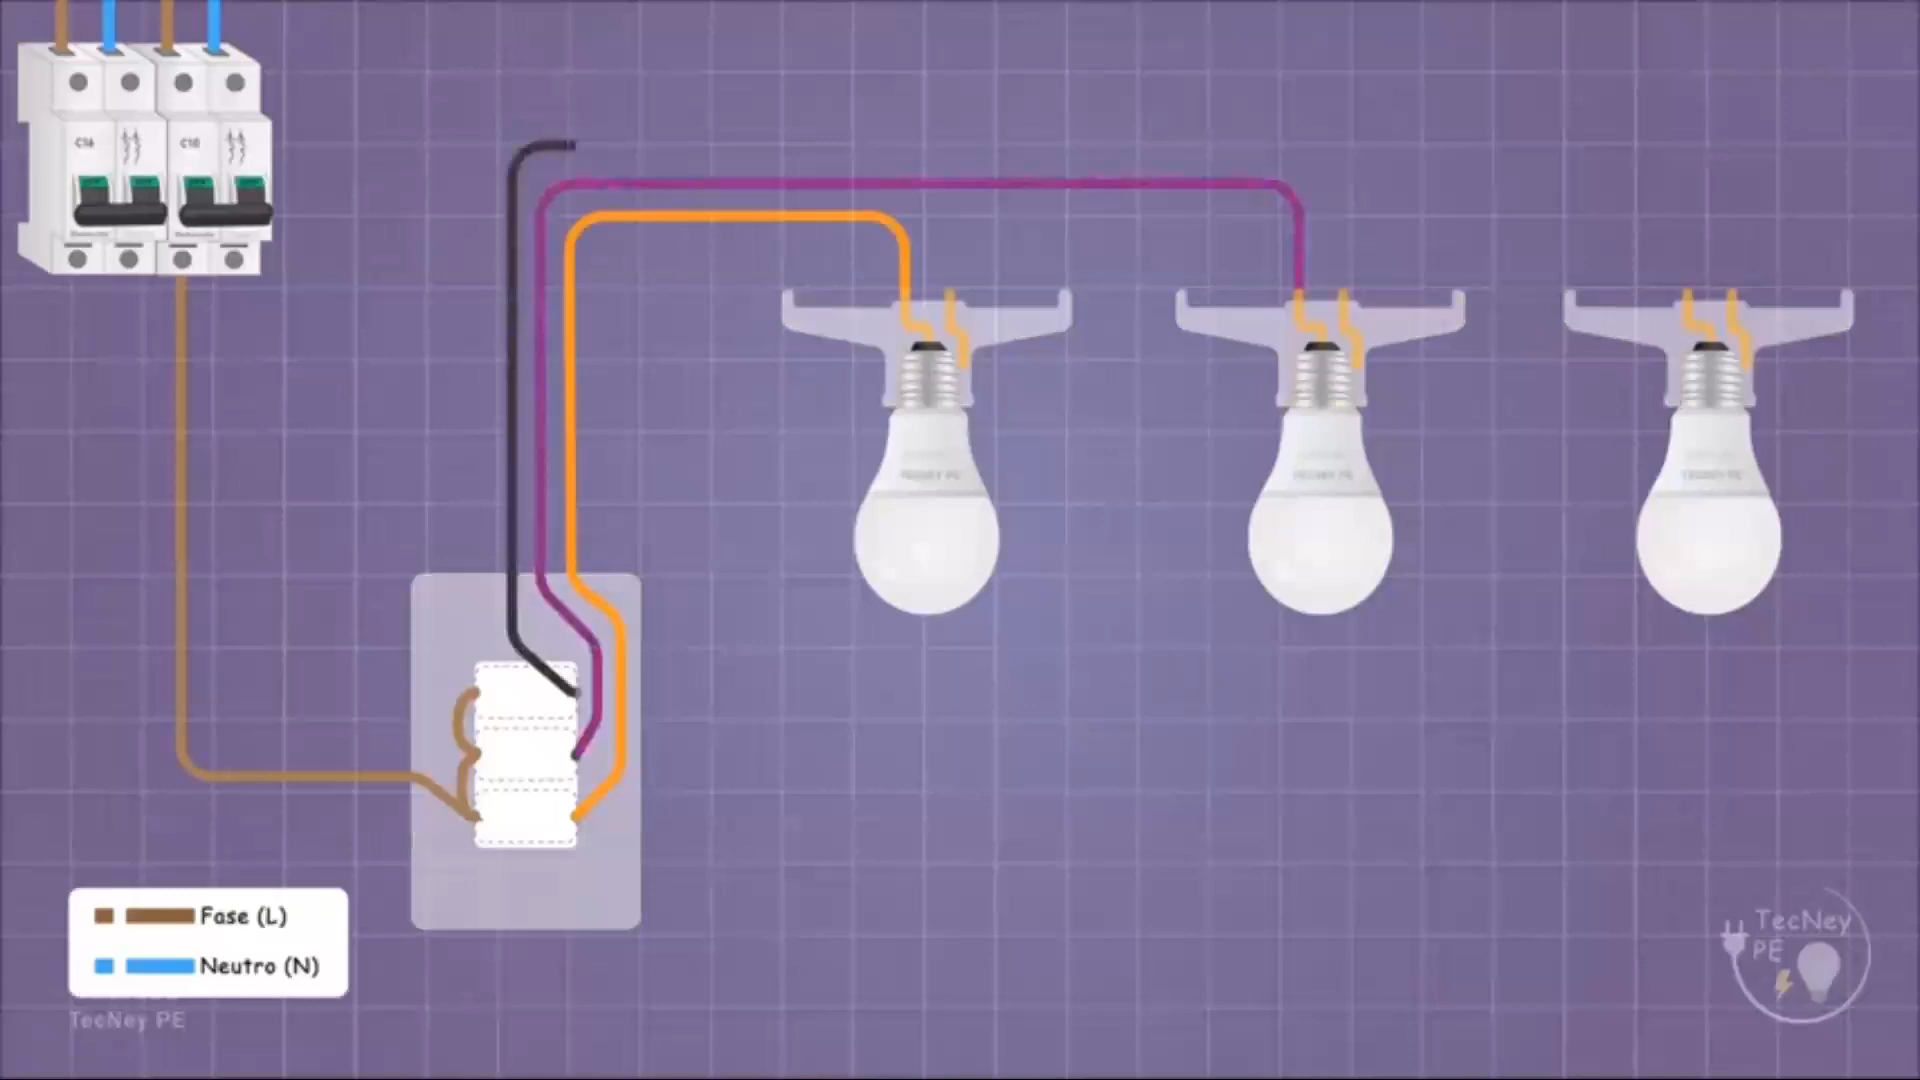 C16
C10
Fase (L)
Neutro (N)
TecNey PE
TecNey
PE